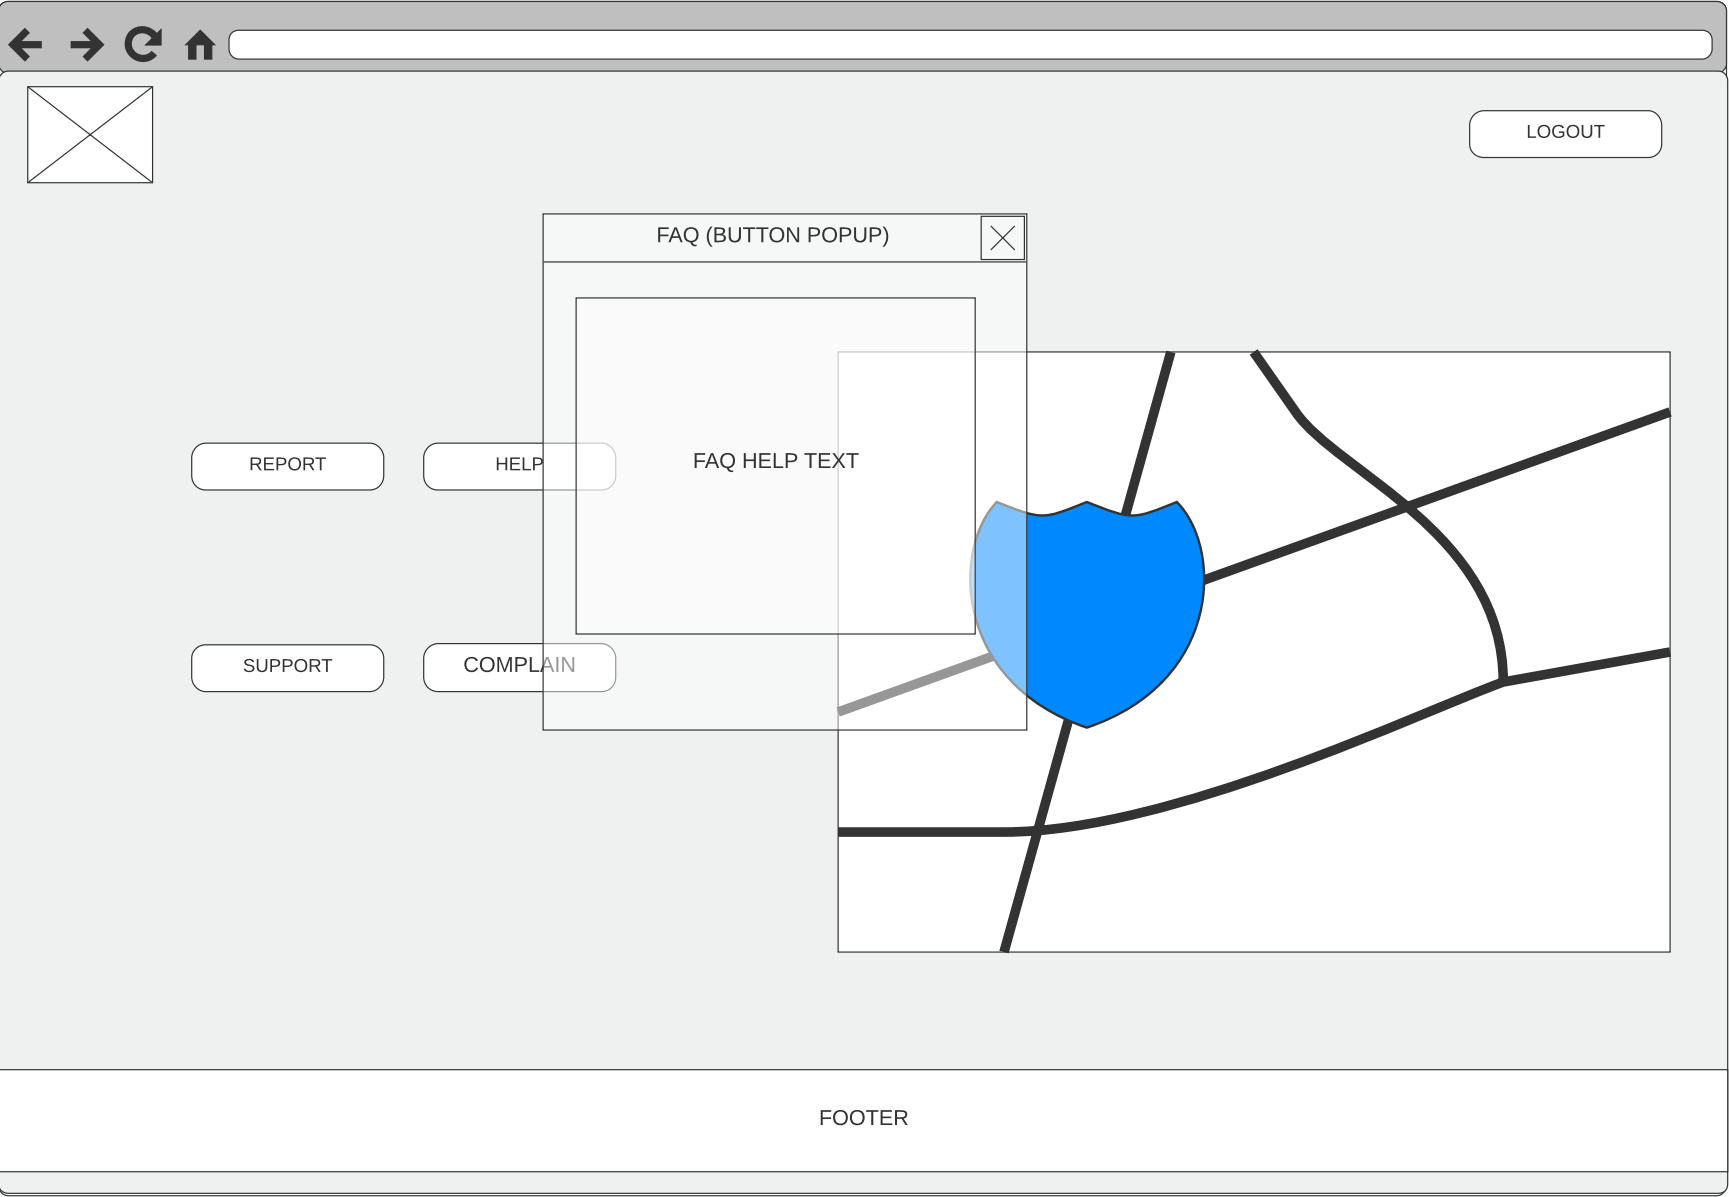 LOGOUT
FAQ (BUTTON POPUP)
REPORT
HELP
FAQ HELP TEXT
SUPPORT
COMPLAIN
FOOTER